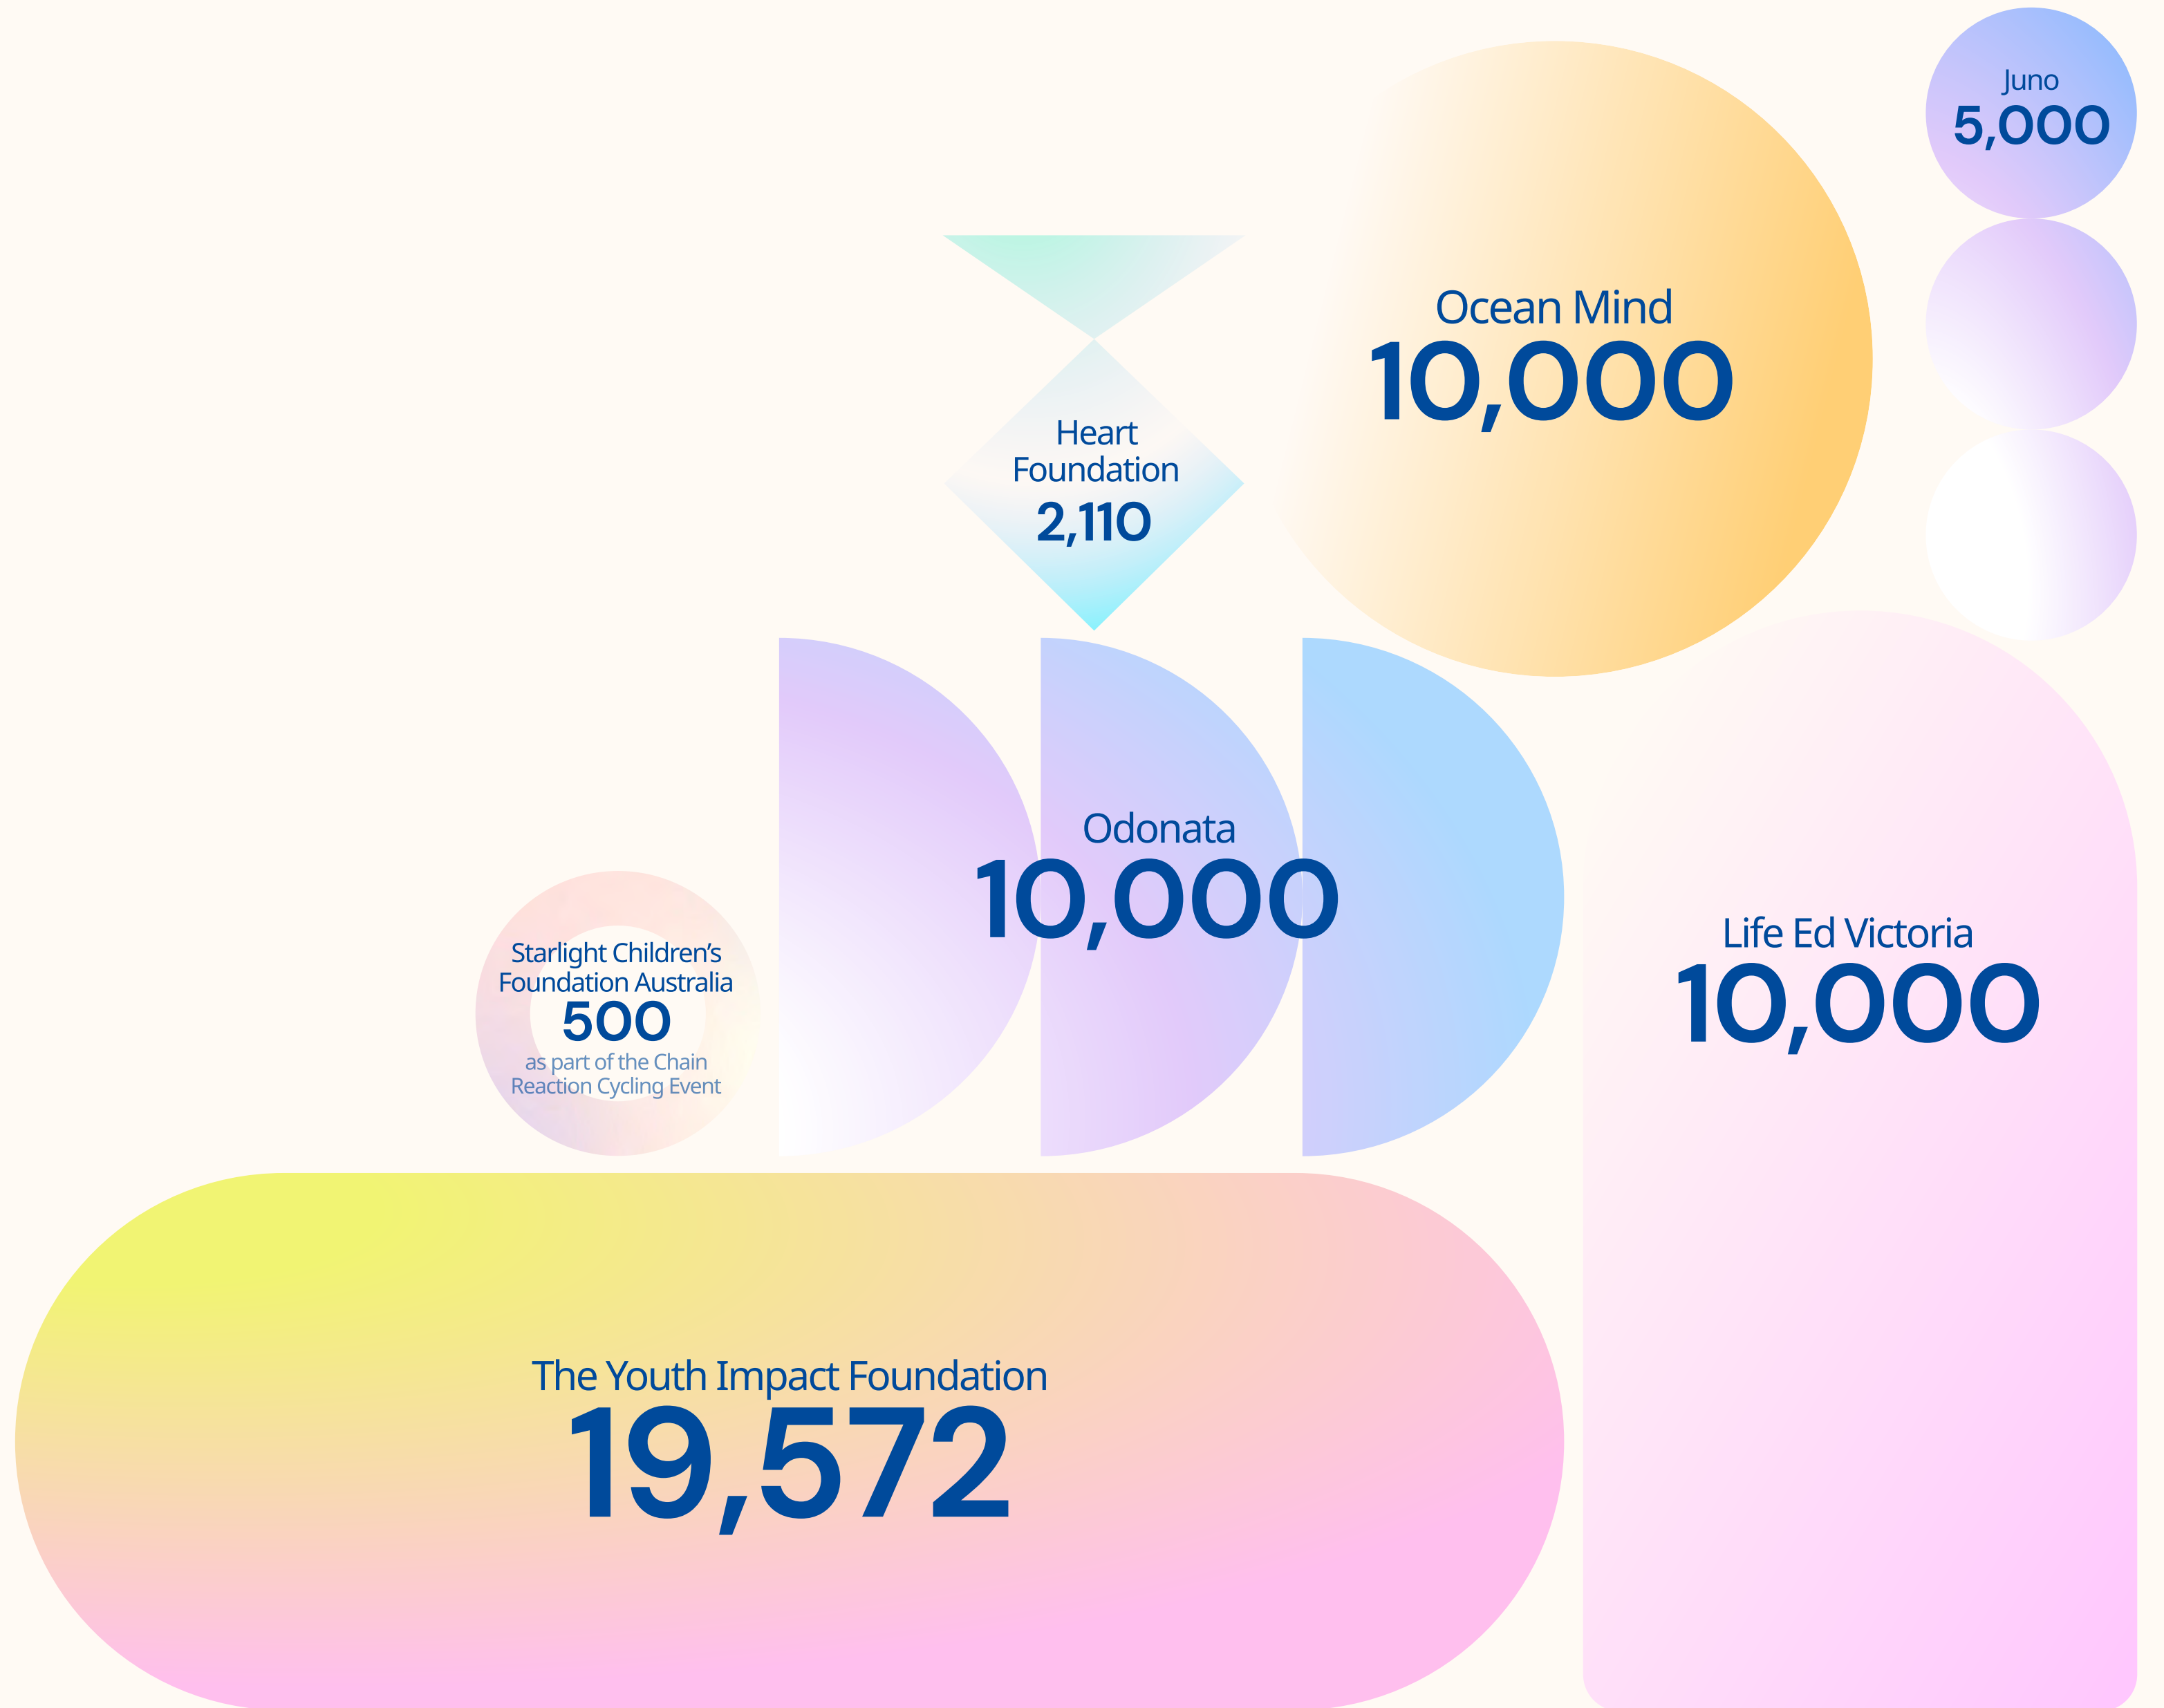 Juno
5,000
Ocean Mind
10,000
Heart
Foundation
2,110
Odonata
10,000
Life Ed Victoria
10,000
Starlight Children’s
Foundation Australia
500
as part of the Chain
Reaction Cycling Event
The Youth Impact Foundation
19,572